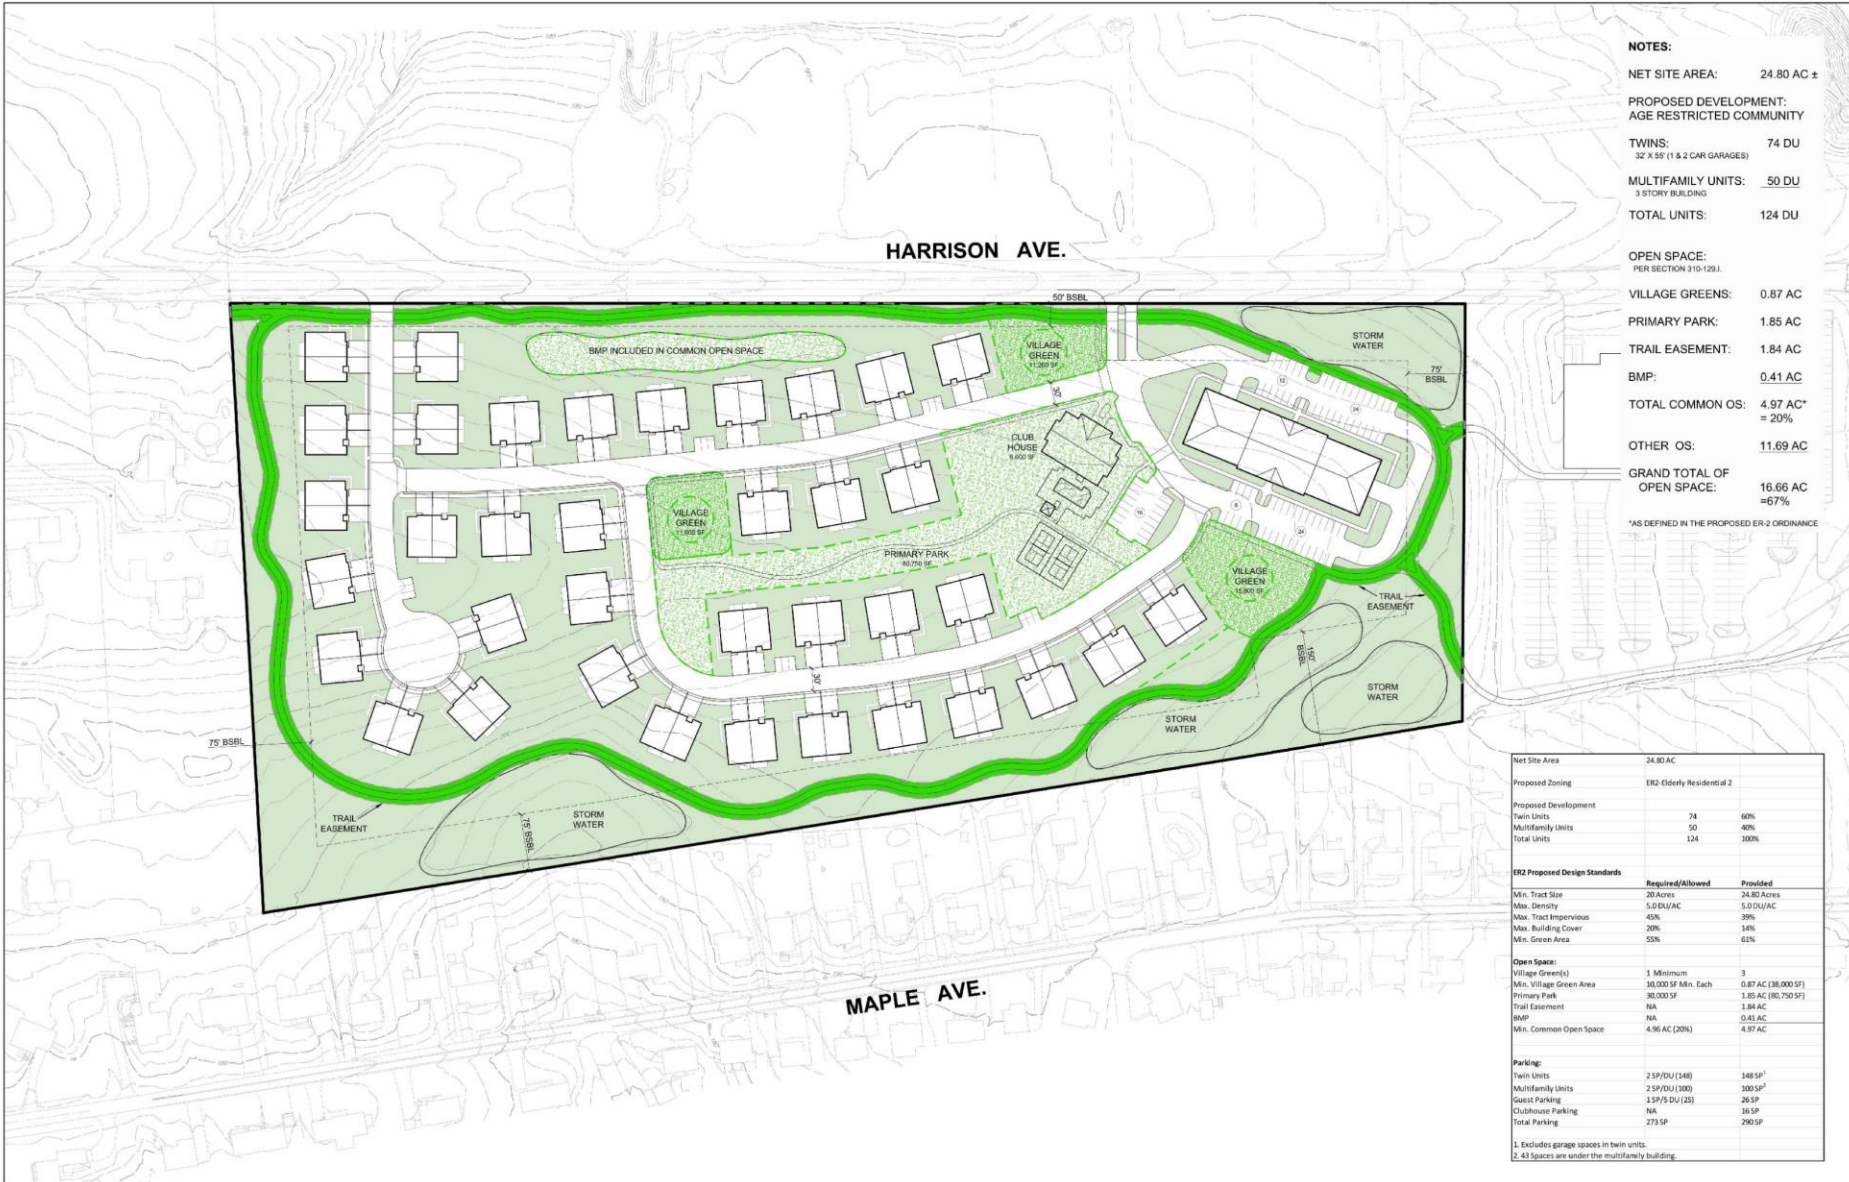 HARRISON AVE.
50' BSBL
BMP INCLUDED IN COMMON OPEN SPACE
VILLAGE
GREEN
11,200 SF
30'
STORM
WATER
75'
BSBL
12
24
CLUB
HOUSE
8,000 SF
VILLAGE
GREEN
11,000 SF
16
8
24
PRIMARY PARK
80,750 SF
VILLAGE
GREEN
15,800 SF
TRAIL
EASEMENT
150'
BSBL
30'
STORM
WATER
STORM
WATER
75' BSBL
TRAIL
EASEMENT
STORM
WATER
75' BSBL
MAPLE AVE.
NOTES:
NET SITE AREA: 24.80 AC ±
PROPOSED DEVELOPMENT:
AGE RESTRICTED COMMUNITY
TWINS: 74 DU
32' X 55' (1 & 2 CAR GARAGES)
MULTIFAMILY UNITS: 50 DU
3 STORY BUILDING
TOTAL UNITS: 124 DU
OPEN SPACE:
PER SECTION 310-129.I.
VILLAGE GREENS: 0.87 AC
PRIMARY PARK: 1.85 AC
TRAIL EASEMENT: 1.84 AC
BMP: 0.41 AC
TOTAL COMMON OS: 4.97 AC*
= 20%
OTHER OS: 11.69 AC
GRAND TOTAL OF
OPEN SPACE: 16.66 AC
=67%
*AS DEFINED IN THE PROPOSED ER-2 ORDINANCE
Net Site Area 24.80 AC
Proposed Zoning ER2-Elderly Residential 2
Proposed Development
Twin Units 74 60%
Multifamily Units 50 40%
Total Units 124 100%
ER2 Proposed Design Standards
Required/Allowed Provided
Min. Tract Size 20 Acres 24.80 Acres
Max. Density 5.0 DU/AC 5.0 DU/AC
Max. Tract Impervious 45% 39%
Max. Building Cover 20% 14%
Min. Green Area 55% 61%
Open Space:
Village Green(s) 1 Minimum 3
Min. Village Green Area 10,000 SF Min. Each 0.87 AC (38,000 SF)
Primary Park 30,000 SF 1.85 AC (80,750 SF)
Trail Easement NA 1.84 AC
BMP NA 0.41 AC
Min. Common Open Space 4.96 AC (20%) 4.97 AC
Parking:
Twin Units 2 SP/DU (148) 148 SP¹
Multifamily Units 2 SP/DU (100) 100 SP²
Guest Parking 1 SP/5 DU (25) 26 SP
Clubhouse Parking NA 16 SP
Total Parking 273 SP 290 SP
1. Excludes garage spaces in twin units.
2. 43 Spaces are under the multifamily building.